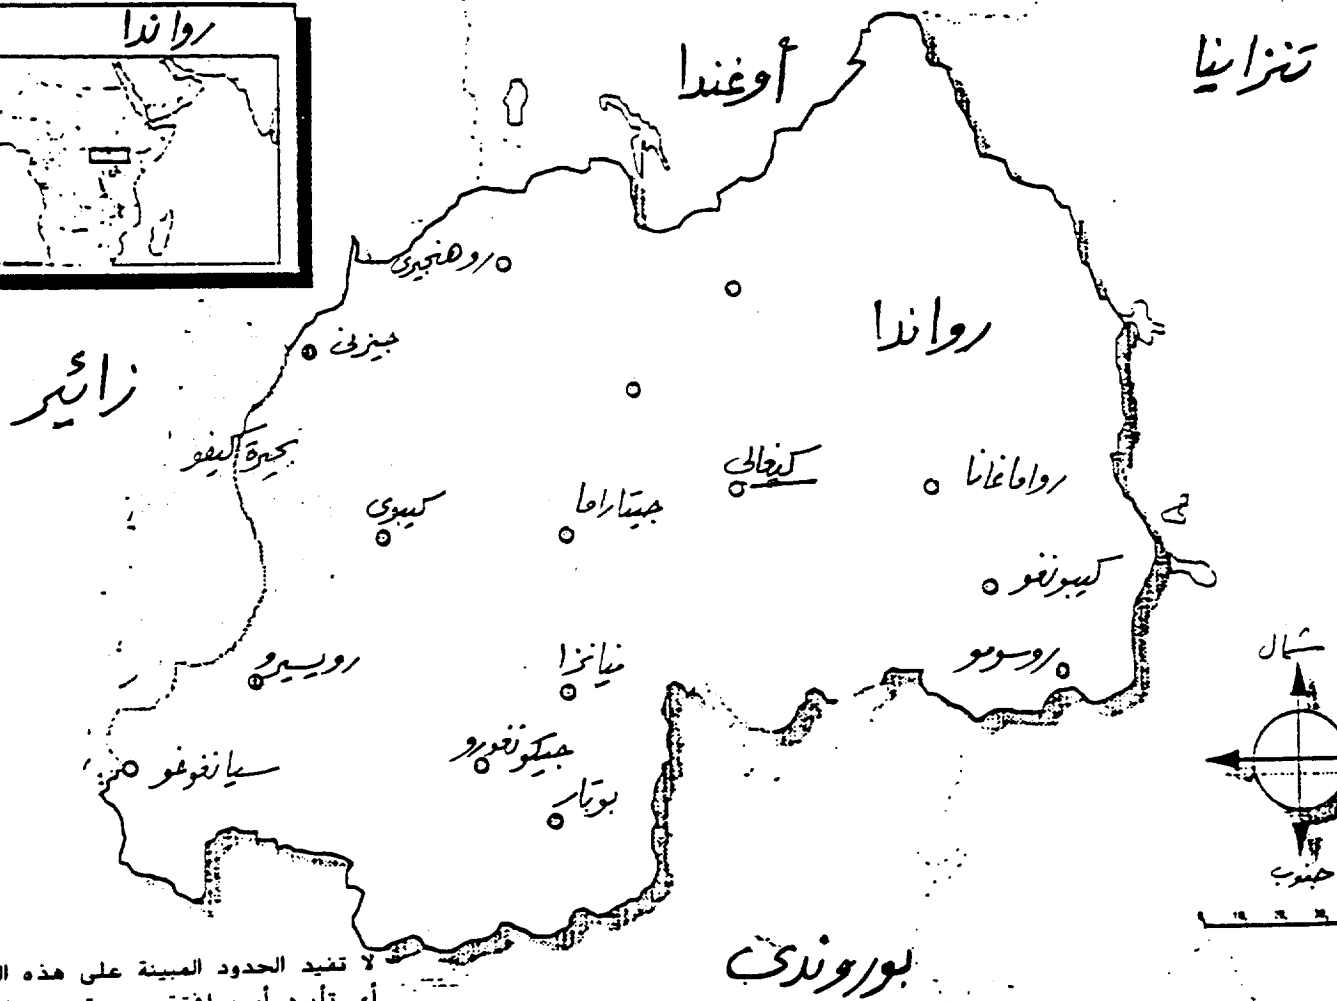 رواندا
أوغندا
تنزانيا
روهنجيري
رواندا
جيزني
زائير
بحيرة كيفو
كيغالي
رواماغانا
كيبوي
جيتاراما
كيبونغو
شمال
رويسيرو
نيانزا
روسومو
جيكونغورو
سيانغوغو
بوتار
جنوب
بوروندي
لا تفيد الحدود المبينة على هذه